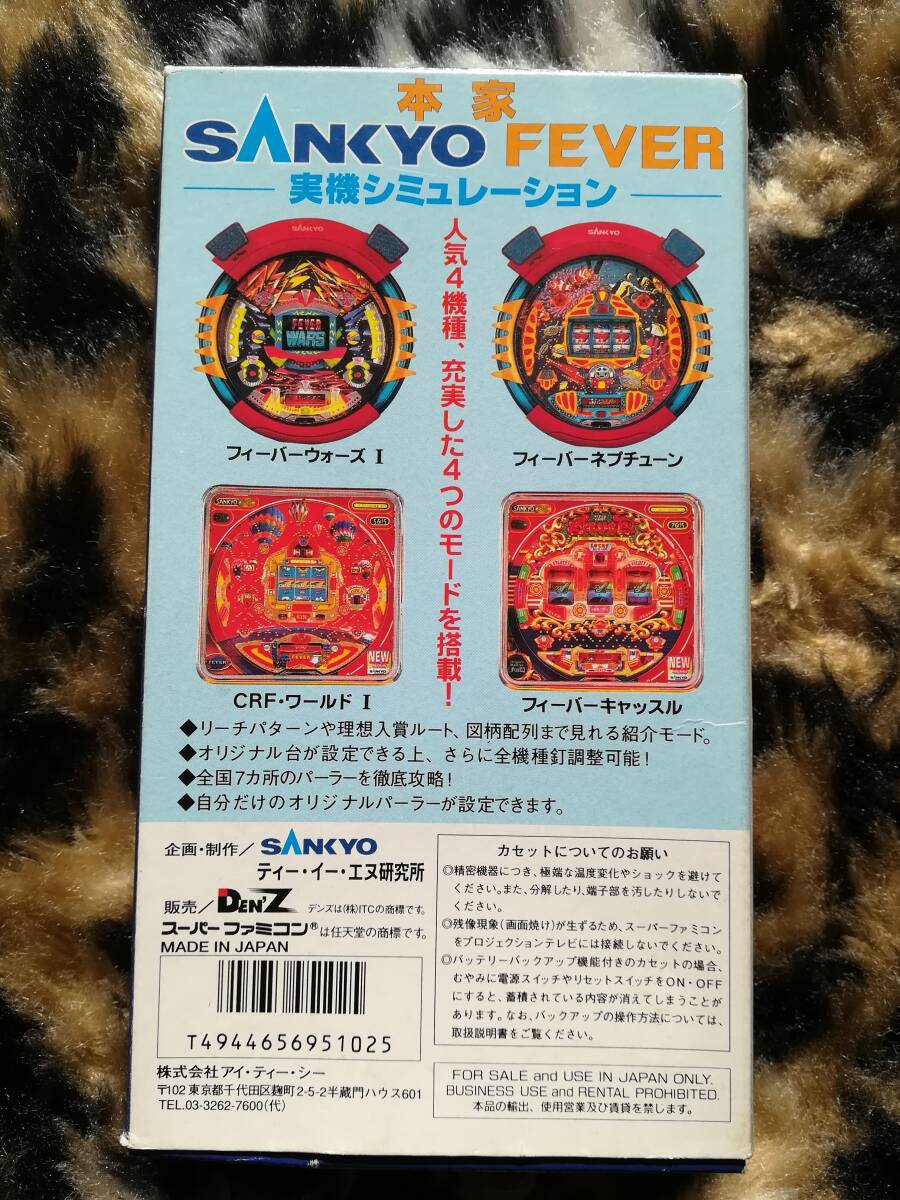 本家
SANKYO FEVER
実機シミュレーション
人気4機種、充実した4つのモードを搭載!
SANKYO
FEVER
WARS
フィーバーウォーズ I
SANKYO
フィーバーネプチューン
SANKYO
5615
FEVER
NEW
CRF・ワールド I
SANKYO
7615
NEW
フィーバーキャッスル
◆リーチパターンや理想入賞ルート、図柄配列まで見れる紹介モード。
◆オリジナル台が設定できる上、さらに全機種釘調整可能!
◆全国7カ所のパーラーを徹底攻略!
◆自分だけのオリジナルパーラーが設定できます。
企画・制作/ SANKYO
ティー・イー・エヌ研究所
販売/ DEN'Z デンズは(株)ITCの商標です。
スーパーファミコン®は任天堂の商標です。
MADE IN JAPAN
T4944656951025
株式会社アイ・ティー・シー
〒102 東京都千代田区麹町2-5-2半蔵門ハウス601
TEL.03-3262-7600(代)
カセットについてのお願い
◎精密機器につき、極端な温度変化やショックを避けて
ください。また、分解したり、端子部を汚したりしないで
ください。
◎残像現象(画面焼け)が生ずるため、スーパーファミコン
をプロジェクションテレビには接続しないでください。
◎バッテリーバックアップ機能付きのカセットの場合、
むやみに電源スイッチやリセットスイッチをON・OFF
にすると、蓄積されている内容が消えてしまうことが
あります。なお、バックアップの操作方法については、
取扱説明書をご覧ください。
FOR SALE and USE IN JAPAN ONLY.
BUSINESS USE and RENTAL PROHIBITED.
本品の輸出、使用営業及び賃貸を禁じます。